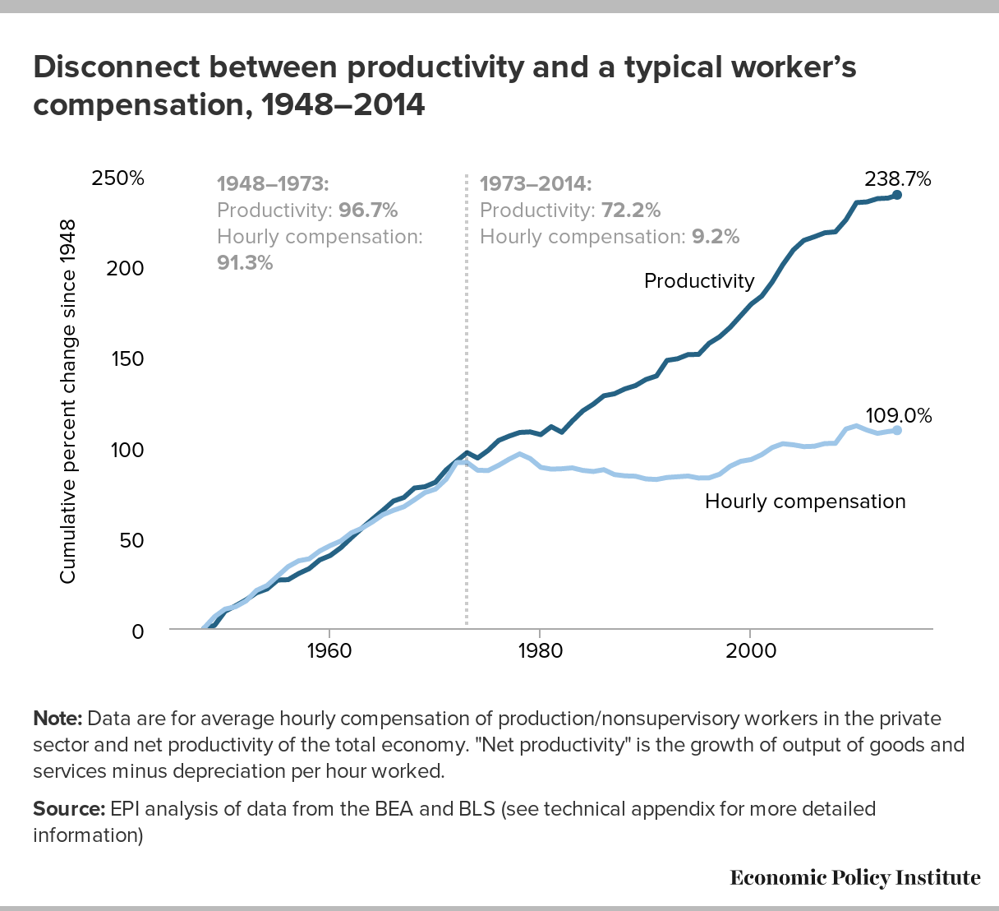 Disconnect between productivity and a typical worker’s
compensation, 1948–2014
250%
200
150
100
50
0
Cumulative percent change since 1948
1948–1973:
Productivity: 96.7%
Hourly compensation:
91.3%
1973–2014:
Productivity: 72.2%
Hourly compensation: 9.2%
238.7%
Productivity
109.0%
Hourly compensation
1960
1980
2000
Note: Data are for average hourly compensation of production/nonsupervisory workers in the private
sector and net productivity of the total economy. "Net productivity" is the growth of output of goods and
services minus depreciation per hour worked.
Source: EPI analysis of data from the BEA and BLS (see technical appendix for more detailed
information)
Economic Policy Institute